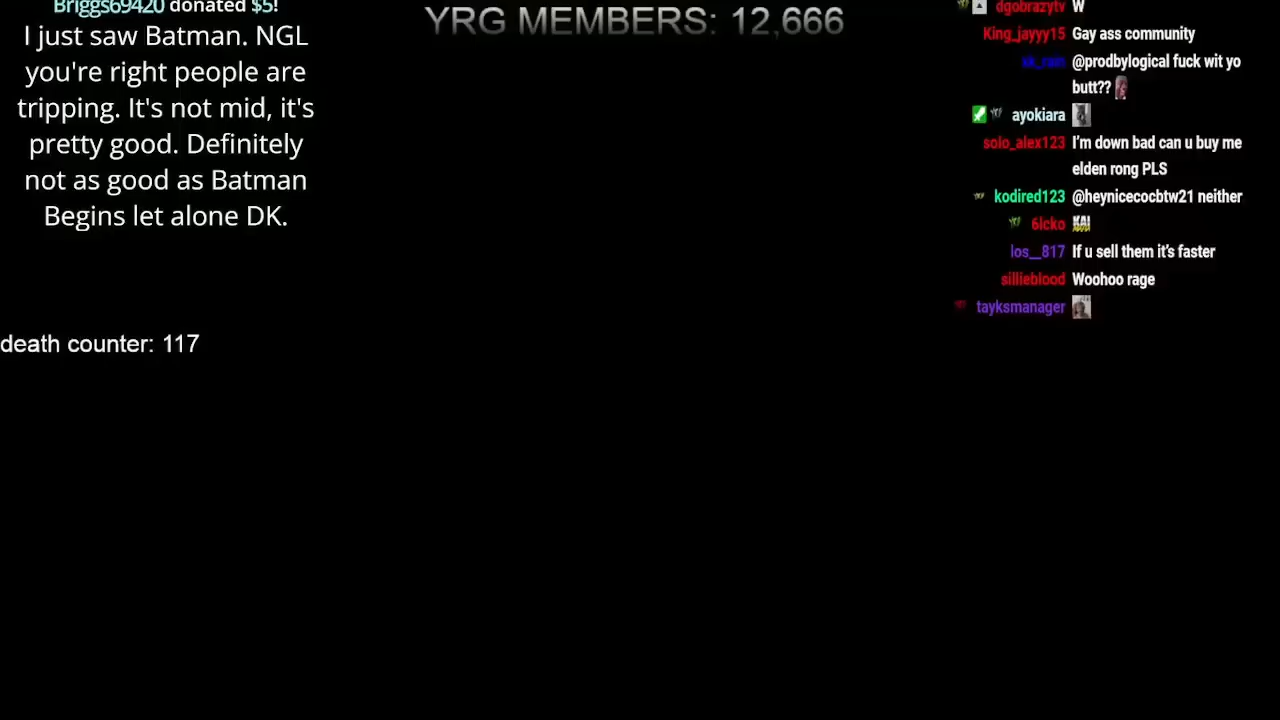 Briggs69420 donated $5!
I just saw Batman. NGL
you're right people are
tripping. It's not mid, it's
pretty good. Definitely
not as good as Batman
Begins let alone DK.
death counter: 117
YRG MEMBERS: 12,666
dgobrazytv W
King_jayyy15 Gay ass community
@prodbylogical fuck wit yo
butt??
ayokiara
solo_alex123 I'm down bad can u buy me
elden rong PLS
kodired123 @heynicecocbtw21 neither
6lcko KAI
los__817 If u sell them it's faster
sillieblood Woohoo rage
tayksmanager